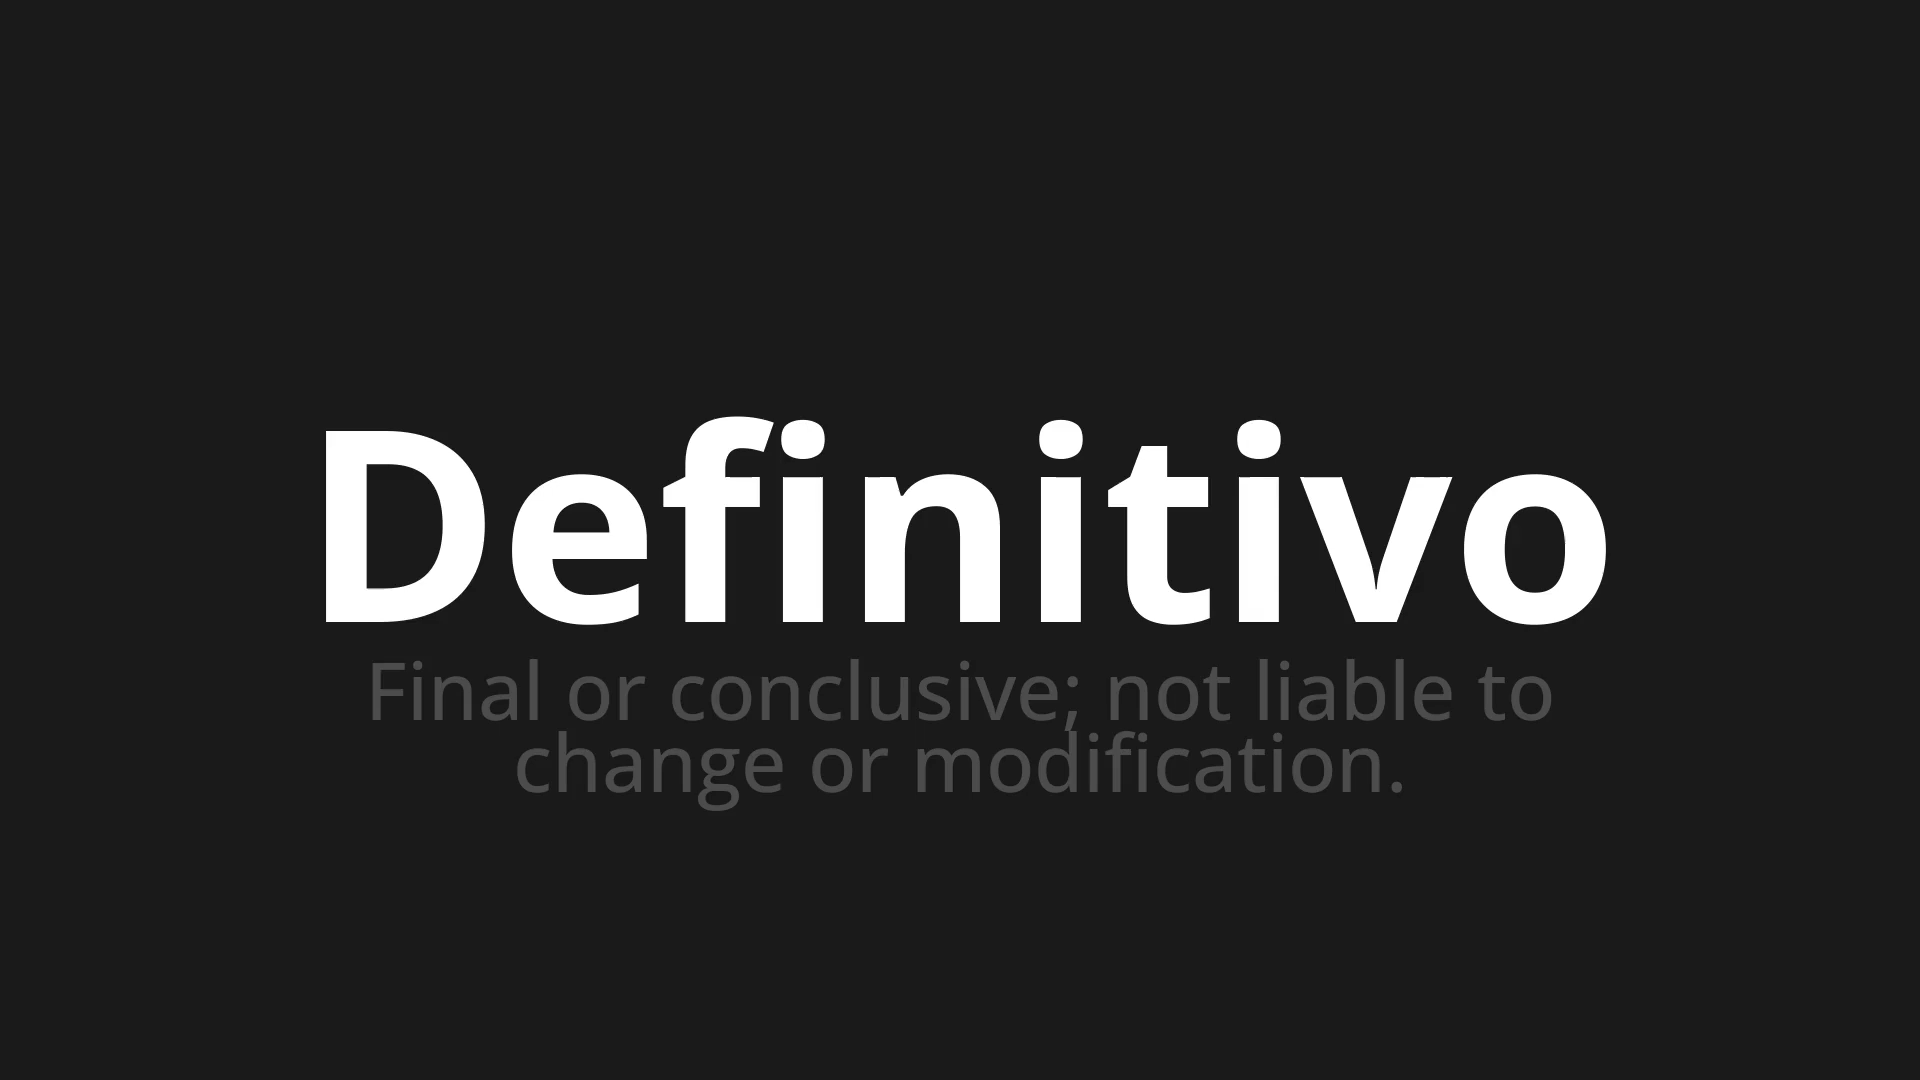 Definitivo
Final or conclusive; not liable to
change or modification.